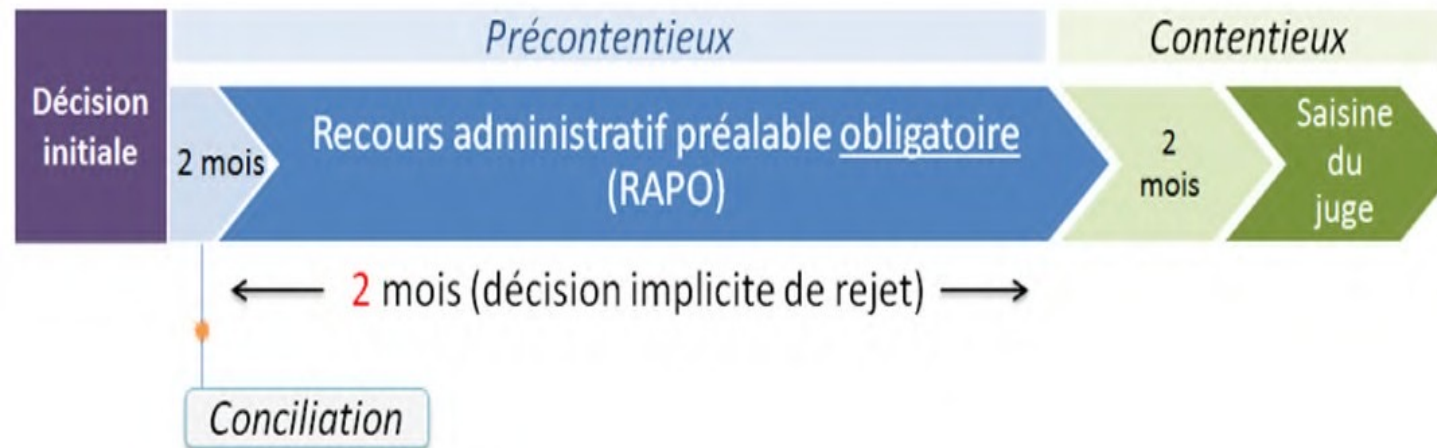 Précontentieux
Contentieux
Décision
initiale
2 mois
Recours administratif préalable obligatoire
(RAPO)
2
mois
Saisine
du
juge
2 mois (décision implicite de rejet)
Conciliation